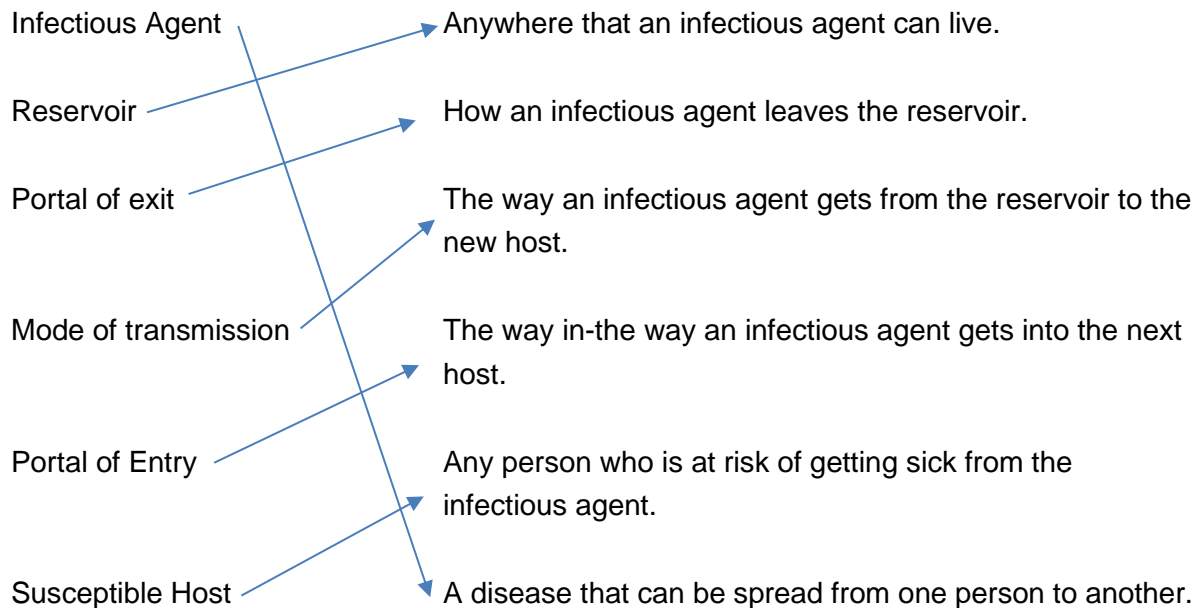 Infectious Agent Anywhere that an infectious agent can live.
Reservoir How an infectious agent leaves the reservoir.
Portal of exit The way an infectious agent gets from the reservoir to the
new host.
Mode of transmission The way in-the way an infectious agent gets into the next
host.
Portal of Entry Any person who is at risk of getting sick from the
infectious agent.
Susceptible Host A disease that can be spread from one person to another.